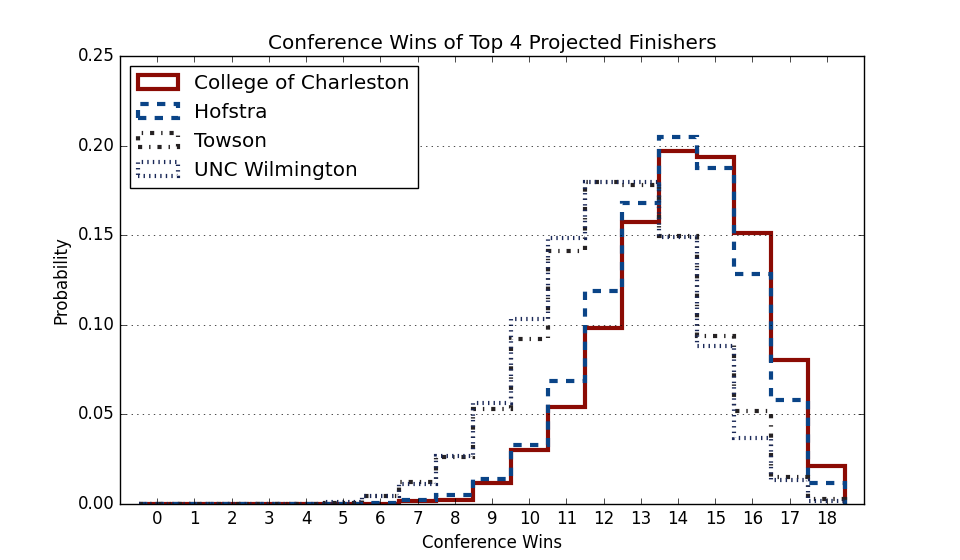 Conference Wins of Top 4 Projected Finishers
0.25
College of Charleston
Hofstra
Towson
UNC Wilmington
0.20
0.15
0.10
0.05
0.00
Probability
0 1 2 3 4 5 6 7 8 9 10 11 12 13 14 15 16 17 18
Conference Wins